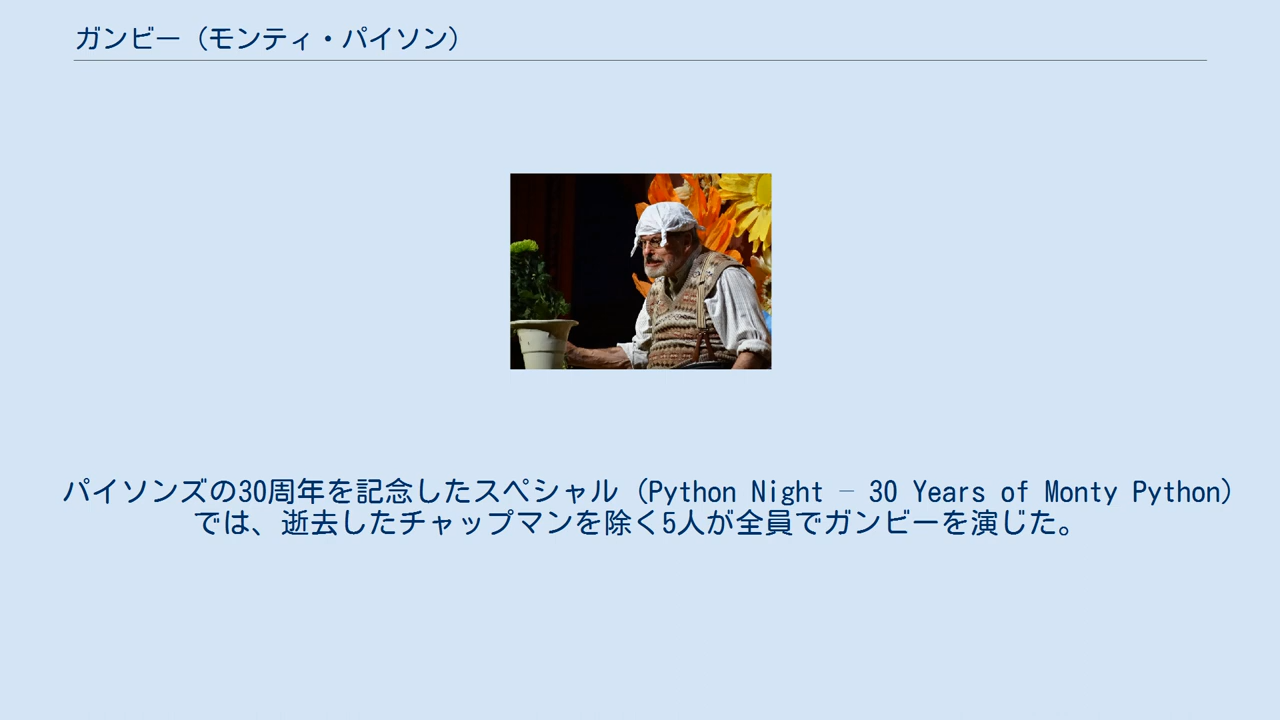 ガンビー（モンティ・パイソン）
パイソンズの30周年を記念したスペシャル（Python Night – 30 Years of Monty Python）
では、逝去したチャップマンを除く5人が全員でガンビーを演じた。